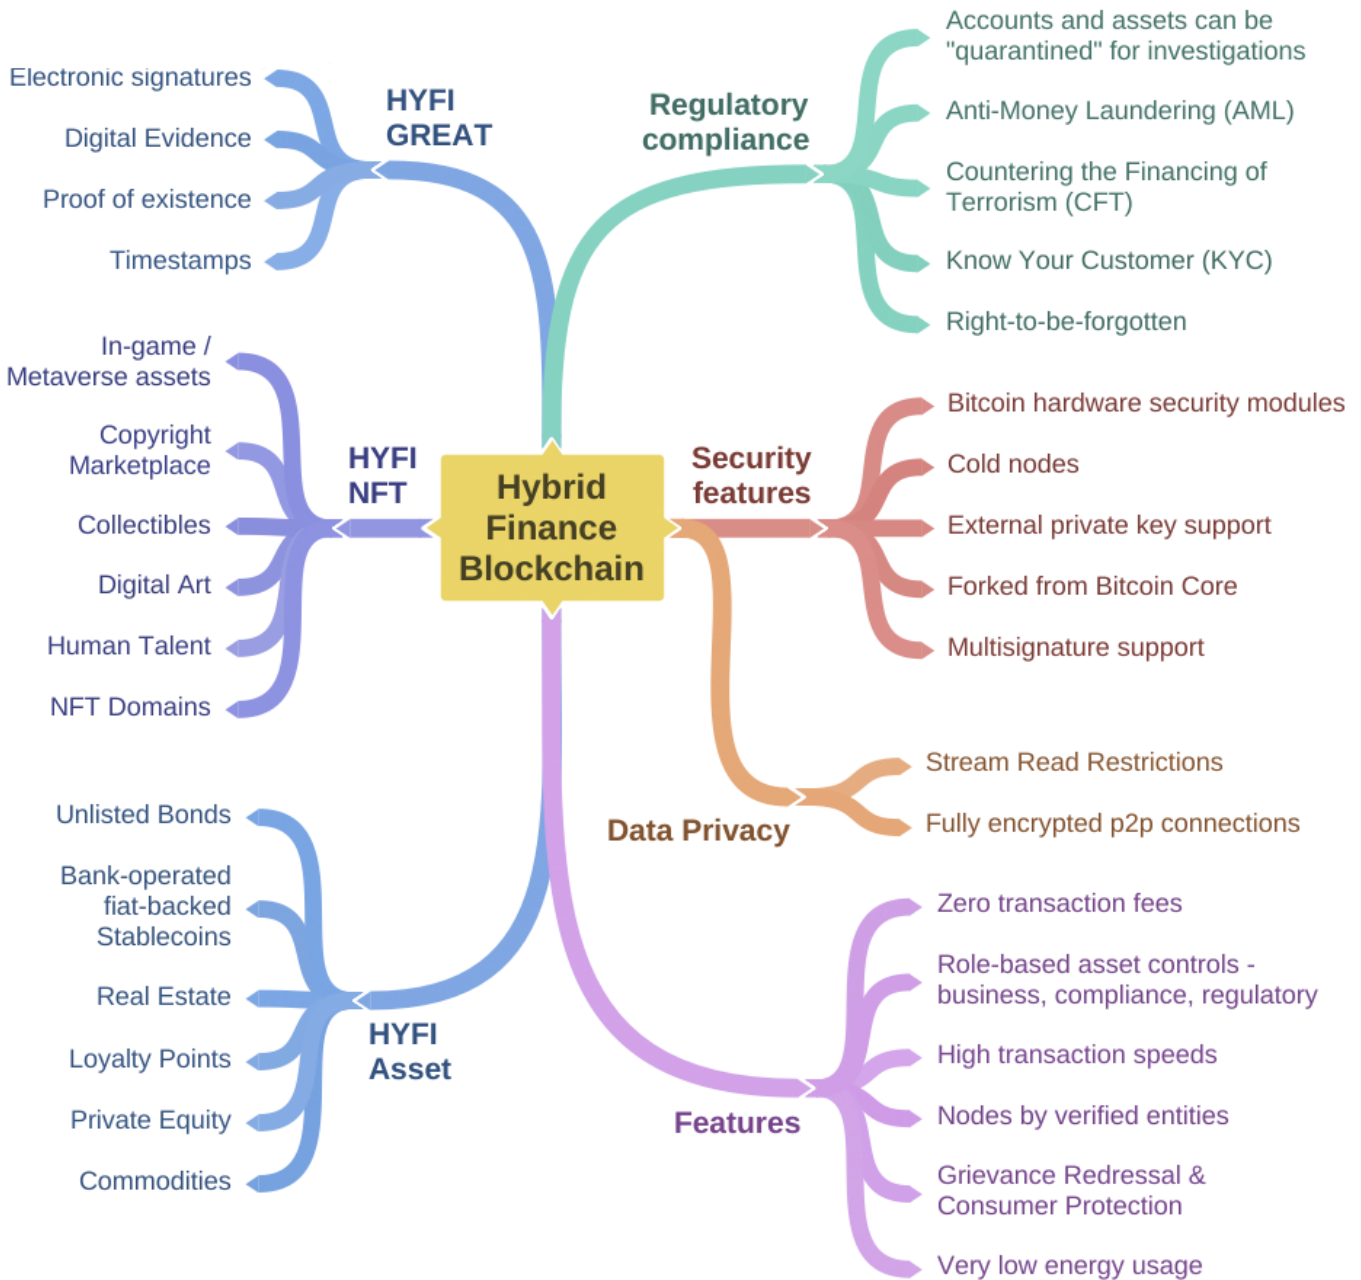 HYFI
GREAT
Electronic signatures
Digital Evidence
Proof of existence
Timestamps
HYFI
NFT
In-game /
Metaverse assets
Copyright
Marketplace
Collectibles
Digital Art
Human Talent
NFT Domains
HYFI
Asset
Unlisted Bonds
Bank-operated
fiat-backed
Stablecoins
Real Estate
Loyalty Points
Private Equity
Commodities
Hybrid
Finance
Blockchain
Regulatory
compliance
Accounts and assets can be
"quarantined" for investigations
Anti-Money Laundering (AML)
Countering the Financing of
Terrorism (CFT)
Know Your Customer (KYC)
Right-to-be-forgotten
Security
features
Bitcoin hardware security modules
Cold nodes
External private key support
Forked from Bitcoin Core
Multisignature support
Data Privacy
Stream Read Restrictions
Fully encrypted p2p connections
Features
Zero transaction fees
Role-based asset controls -
business, compliance, regulatory
High transaction speeds
Nodes by verified entities
Grievance Redressal &
Consumer Protection
Very low energy usage